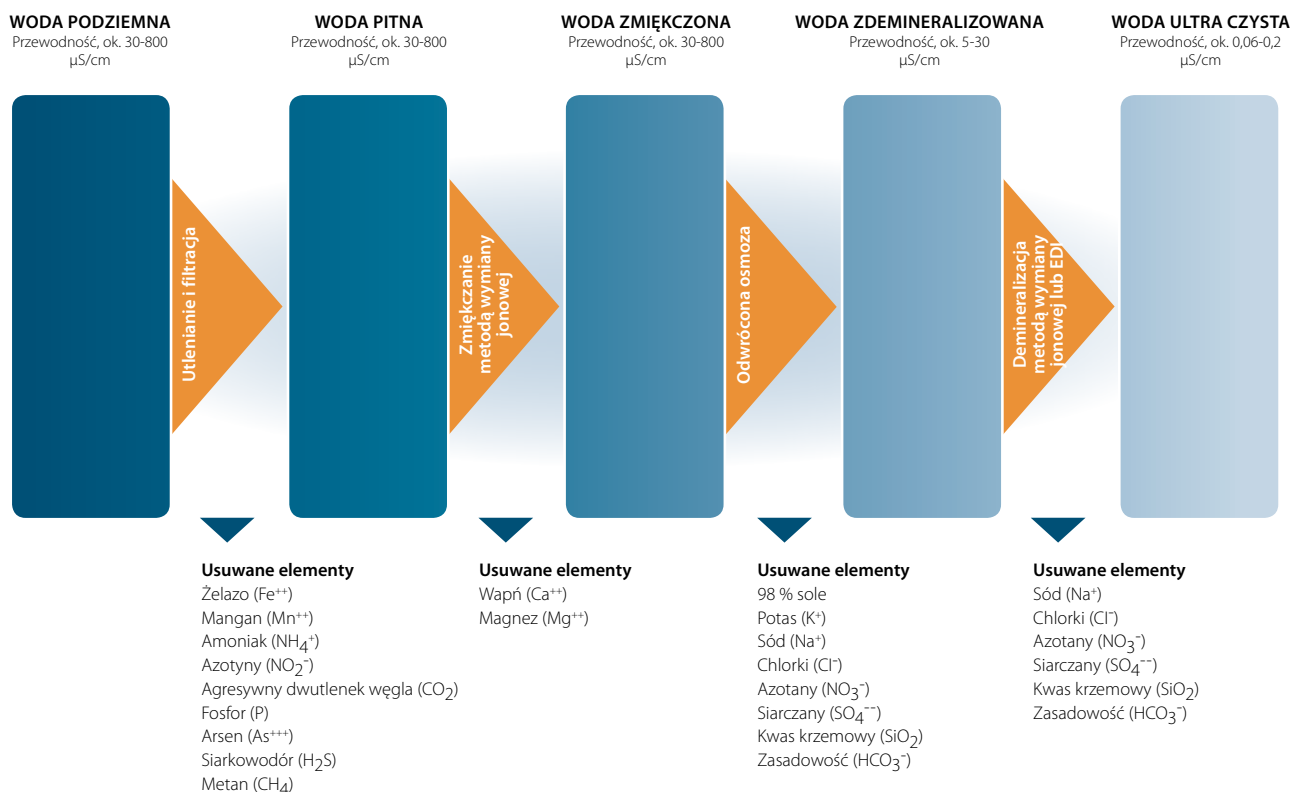 WODA PODZIEMNA
Przewodność, ok. 30-800
µS/cm
WODA PITNA
Przewodność, ok. 30-800
µS/cm
WODA ZMIĘKCZONA
Przewodność, ok. 30-800
µS/cm
WODA ZDEMINERALIZOWANA
Przewodność, ok. 5-30
µS/cm
WODA ULTRA CZYSTA
Przewodność, ok. 0,06-0,2
µS/cm
Utlenianie i filtracja
Zmiękczanie
metodą wymiany
jonowej
Odwrócona osmoza
Demineralizacja
metodą wymiany
jonowej lub EDI
Usuwane elementy
Żelazo (Fe⁺⁺)
Mangan (Mn⁺⁺)
Amoniak (NH₄⁺)
Azotyny (NO₂⁻)
Agresywny dwutlenek węgla (CO₂)
Fosfor (P)
Arsen (As⁺⁺⁺)
Siarkowodór (H₂S)
Metan (CH₄)
Usuwane elementy
Wapń (Ca⁺⁺)
Magnez (Mg⁺⁺)
Usuwane elementy
98 % sole
Potas (K⁺)
Sód (Na⁺)
Chlorki (Cl⁻)
Azotany (NO₃⁻)
Siarczany (SO₄⁻⁻)
Kwas krzemowy (SiO₂)
Zasadowość (HCO₃⁻)
Usuwane elementy
Sód (Na⁺)
Chlorki (Cl⁻)
Azotany (NO₃⁻)
Siarczany (SO₄⁻⁻)
Kwas krzemowy (SiO₂)
Zasadowość (HCO₃⁻)